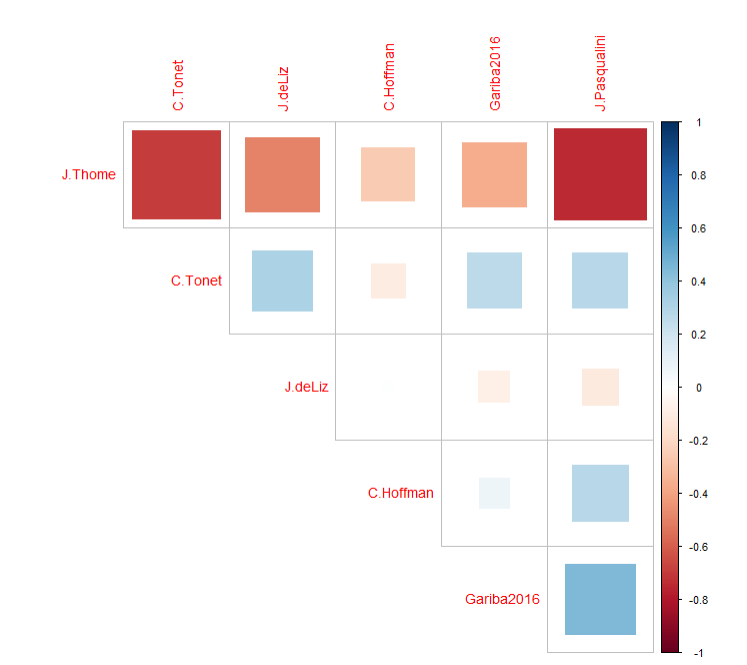 C.Tonet
J.deLiz
C.Hoffman
Gariba2016
J.Pasqualini
J.Thome
C.Tonet
J.deLiz
C.Hoffman
Gariba2016
1
0.8
0.6
0.4
0.2
0
-0.2
-0.4
-0.6
-0.8
-1